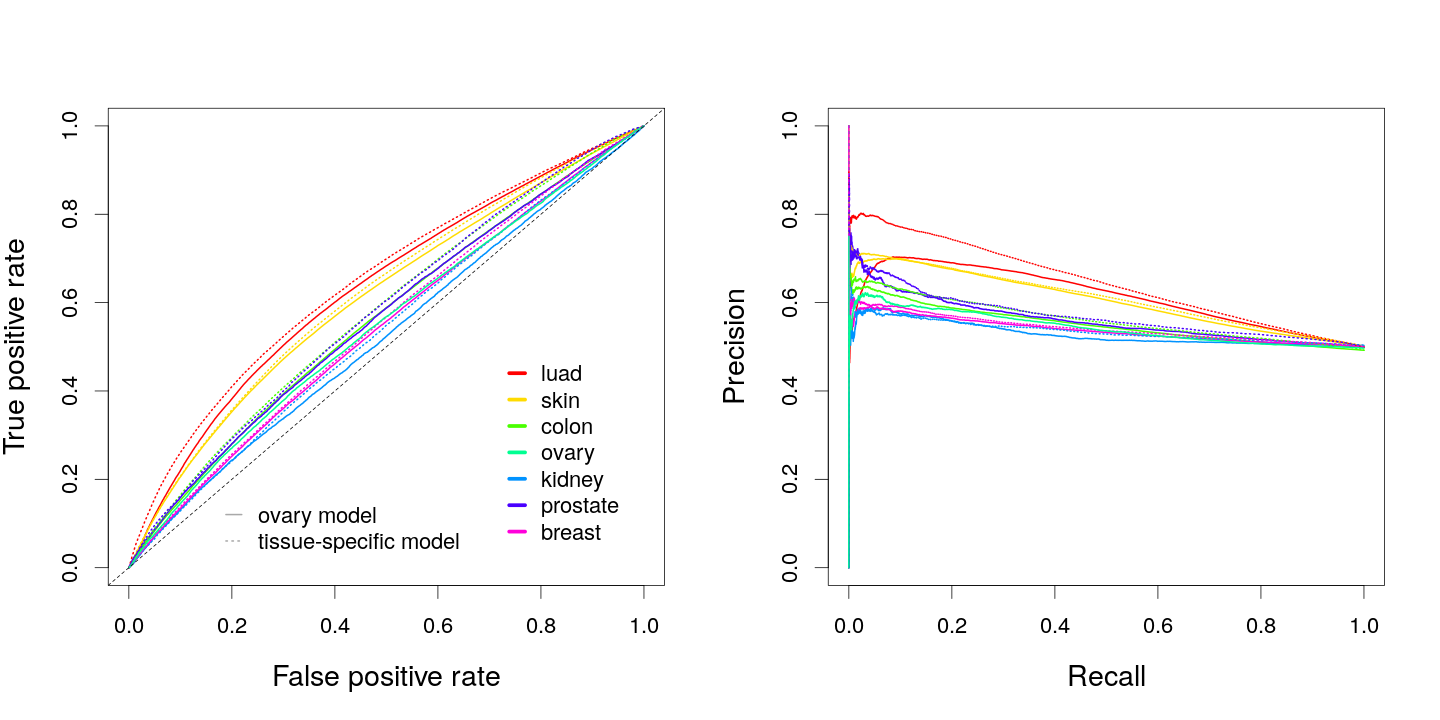 True positive rate
1.0
0.8
0.6
0.4
0.2
0.0
luad
skin
colon
ovary
kidney
prostate
breast
ovary model
tissue-specific model
0.0 0.2 0.4 0.6 0.8 1.0
False positive rate
Precision
1.0
0.8
0.6
0.4
0.2
0.0
0.0 0.2 0.4 0.6 0.8 1.0
Recall